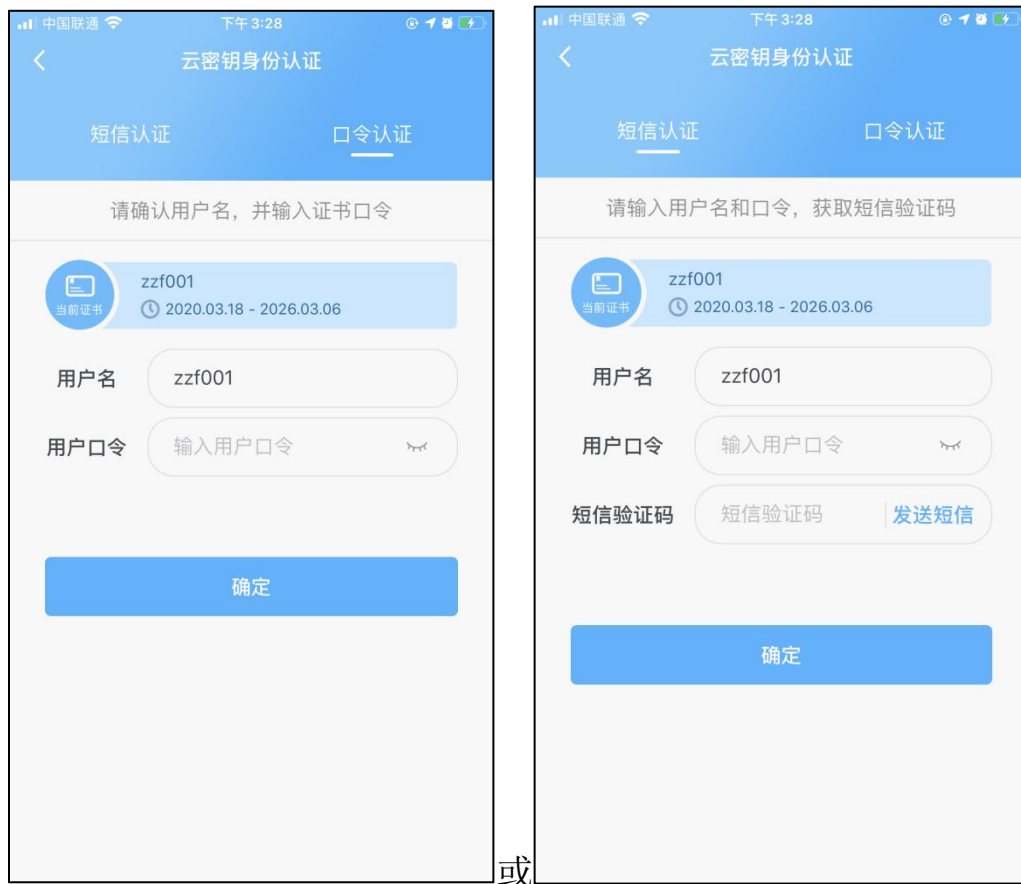 中国联通 下午 3:28
云密钥身份认证
短信认证 口令认证
请确认用户名，并输入证书口令
zzf001
当前证书 2020.03.18 - 2026.03.06
用户名 zzf001
用户口令 输入用户口令
确定
或
中国联通 下午 3:28
云密钥身份认证
短信认证 口令认证
请输入用户名和口令，获取短信验证码
zzf001
当前证书 2020.03.18 - 2026.03.06
用户名 zzf001
用户口令 输入用户口令
短信验证码 短信验证码 发送短信
确定